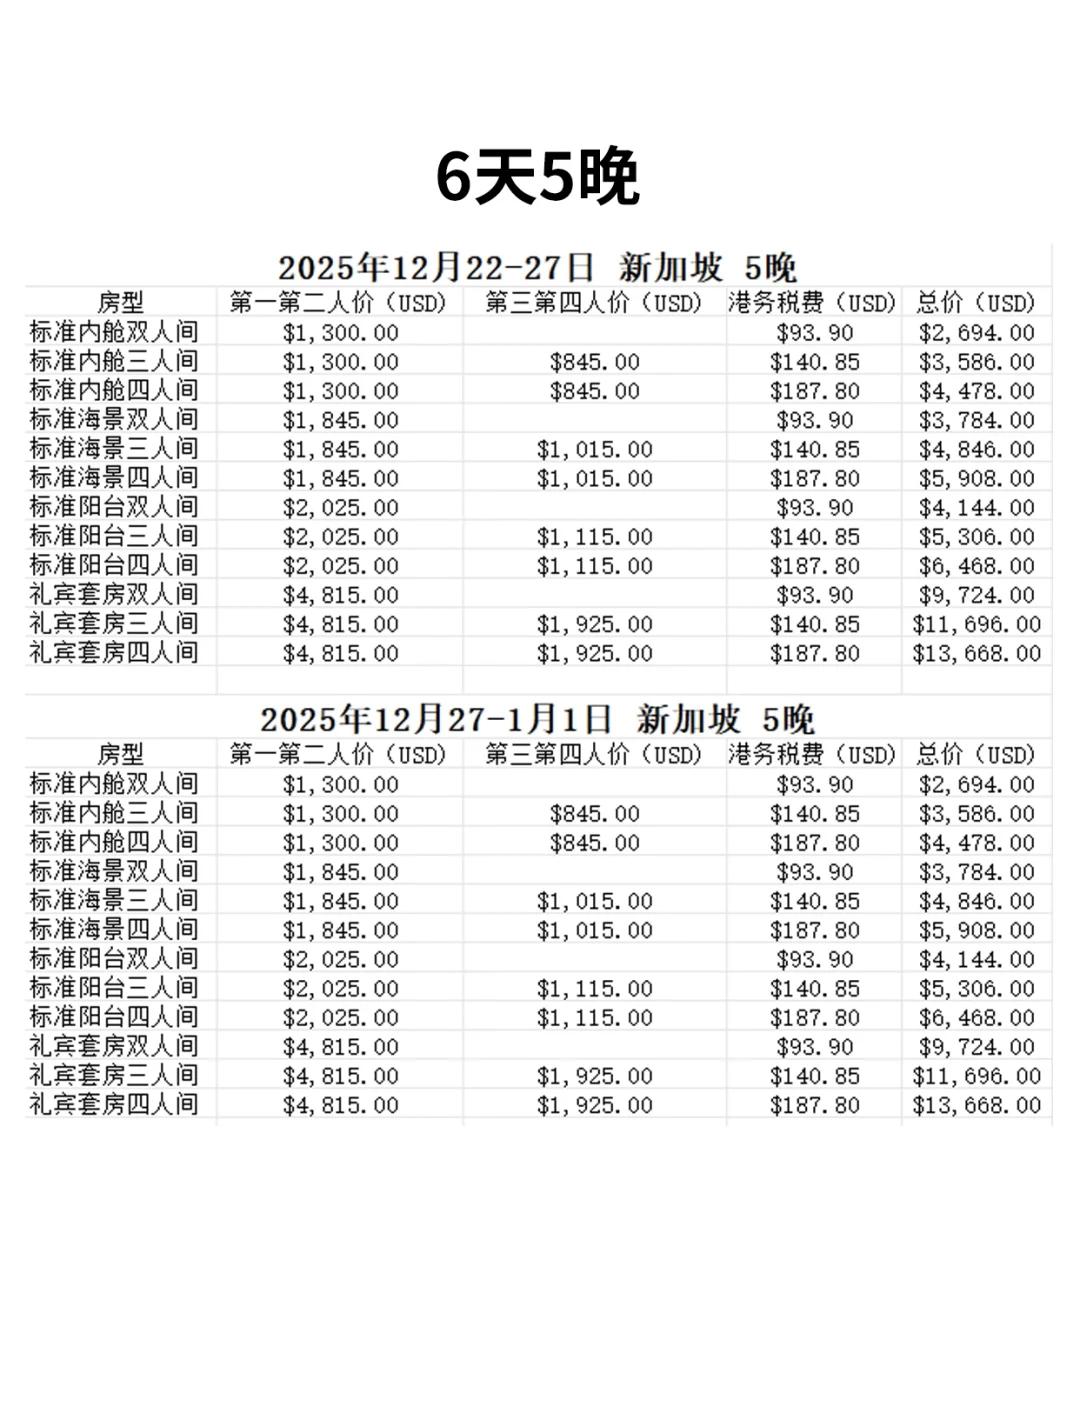 6天5晚
2025年12月22-27日 新加坡 5晚
房型 第一第二人价（USD） 第三第四人价（USD） 港务税费（USD） 总价（USD）
标准内舱双人间 $1,300.00 $93.90 $2,694.00
标准内舱三人间 $1,300.00 $845.00 $140.85 $3,586.00
标准内舱四人间 $1,300.00 $845.00 $187.80 $4,478.00
标准海景双人间 $1,845.00 $93.90 $3,784.00
标准海景三人间 $1,845.00 $1,015.00 $140.85 $4,846.00
标准海景四人间 $1,845.00 $1,015.00 $187.80 $5,908.00
标准阳台双人间 $2,025.00 $93.90 $4,144.00
标准阳台三人间 $2,025.00 $1,115.00 $140.85 $5,306.00
标准阳台四人间 $2,025.00 $1,115.00 $187.80 $6,468.00
礼宾套房双人间 $4,815.00 $93.90 $9,724.00
礼宾套房三人间 $4,815.00 $1,925.00 $140.85 $11,696.00
礼宾套房四人间 $4,815.00 $1,925.00 $187.80 $13,668.00
2025年12月27-1月1日 新加坡 5晚
房型 第一第二人价（USD） 第三第四人价（USD） 港务税费（USD） 总价（USD）
标准内舱双人间 $1,300.00 $93.90 $2,694.00
标准内舱三人间 $1,300.00 $845.00 $140.85 $3,586.00
标准内舱四人间 $1,300.00 $845.00 $187.80 $4,478.00
标准海景双人间 $1,845.00 $93.90 $3,784.00
标准海景三人间 $1,845.00 $1,015.00 $140.85 $4,846.00
标准海景四人间 $1,845.00 $1,015.00 $187.80 $5,908.00
标准阳台双人间 $2,025.00 $93.90 $4,144.00
标准阳台三人间 $2,025.00 $1,115.00 $140.85 $5,306.00
标准阳台四人间 $2,025.00 $1,115.00 $187.80 $6,468.00
礼宾套房双人间 $4,815.00 $93.90 $9,724.00
礼宾套房三人间 $4,815.00 $1,925.00 $140.85 $11,696.00
礼宾套房四人间 $4,815.00 $1,925.00 $187.80 $13,668.00